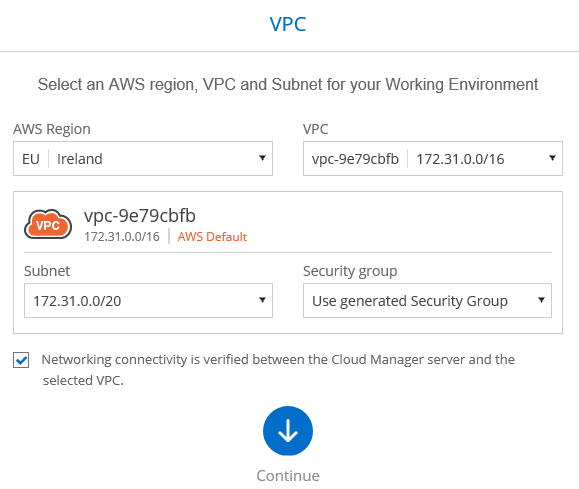 VPC
Select an AWS region, VPC and Subnet for your Working Environment
AWS Region
VPC
EU Ireland
vpc-9e79cbfb 172.31.0.0/16
VPC
vpc-9e79cbfb
172.31.0.0/16 AWS Default
Subnet
Security group
172.31.0.0/20
Use generated Security Group
Networking connectivity is verified between the Cloud Manager server and the
selected VPC.
Continue